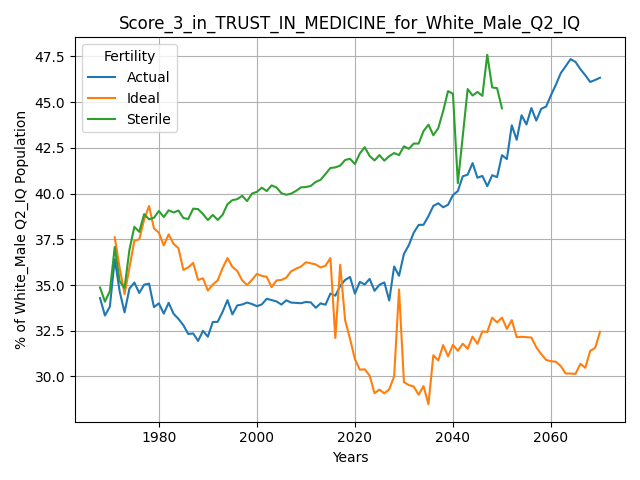 Score_3_in_TRUST_IN_MEDICINE_for_White_Male_Q2_IQ
Fertility
Actual
Ideal
Sterile
% of White_Male Q2_IQ Population
47.5
45.0
42.5
40.0
37.5
35.0
32.5
30.0
1980
2000
2020
2040
2060
Years